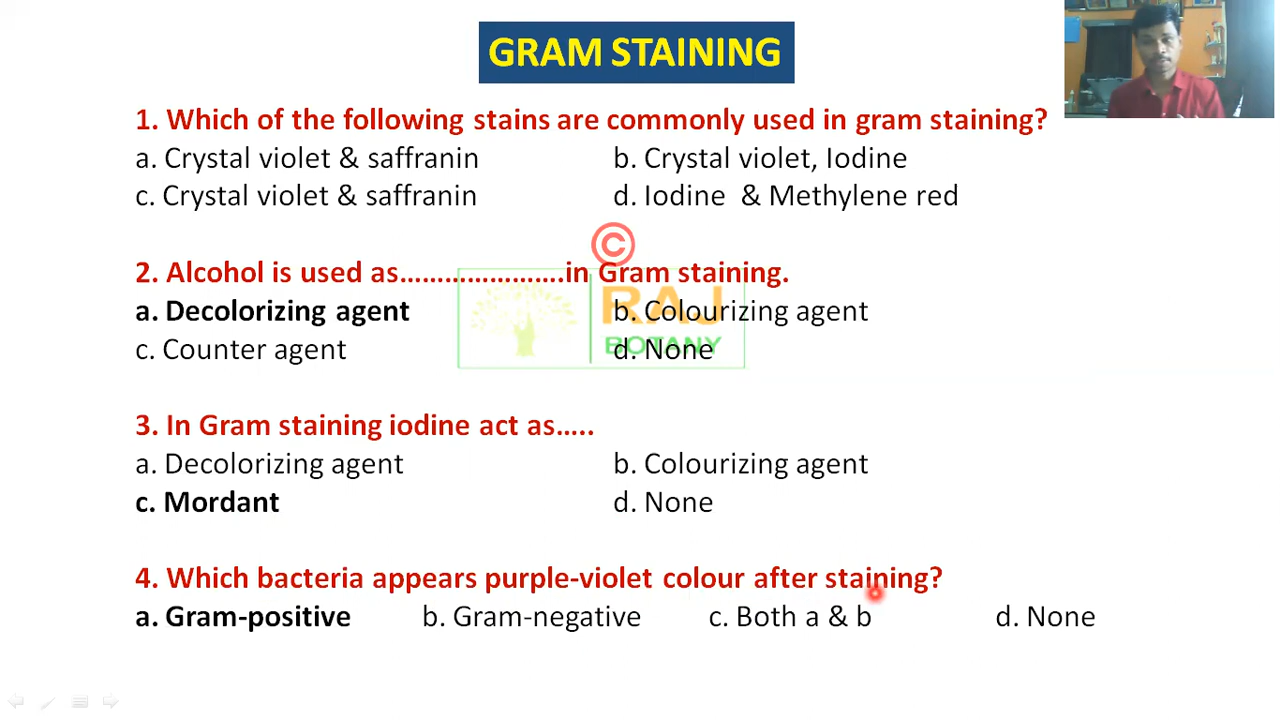 GRAM STAINING
1. Which of the following stains are commonly used in gram staining?
a. Crystal violet & saffranin b. Crystal violet, Iodine
c. Crystal violet & saffranin d. Iodine & Methylene red
©
2. Alcohol is used as......................in Gram staining.
a. Decolorizing agent b. Colourizing agent
c. Counter agent d. None
RAJ
BOTANY
3. In Gram staining iodine act as.....
a. Decolorizing agent b. Colourizing agent
c. Mordant d. None
4. Which bacteria appears purple-violet colour after staining?
a. Gram-positive b. Gram-negative c. Both a & b d. None